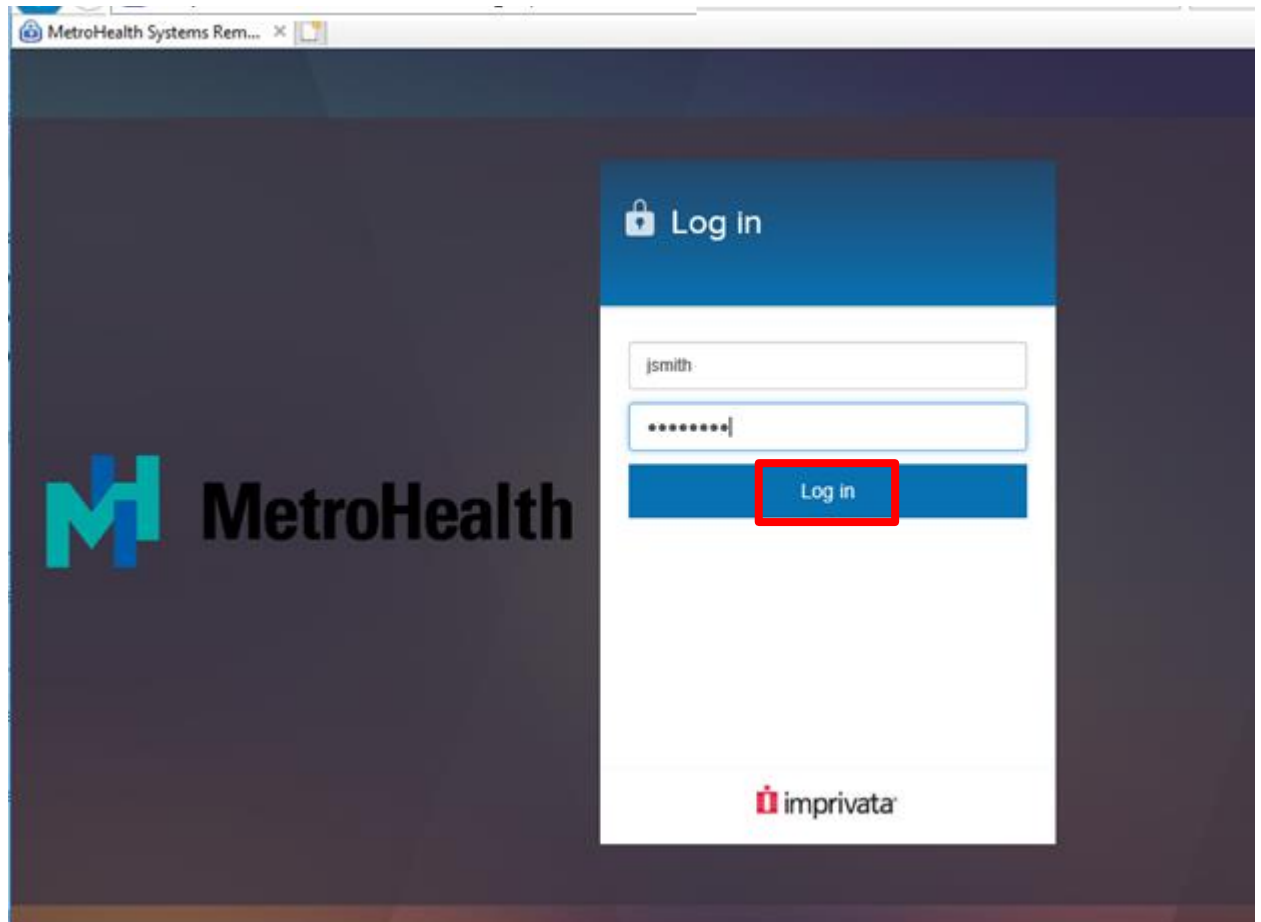 MetroHealth Systems Rem...
Log in
jsmith
Log in
MetroHealth
imprivata